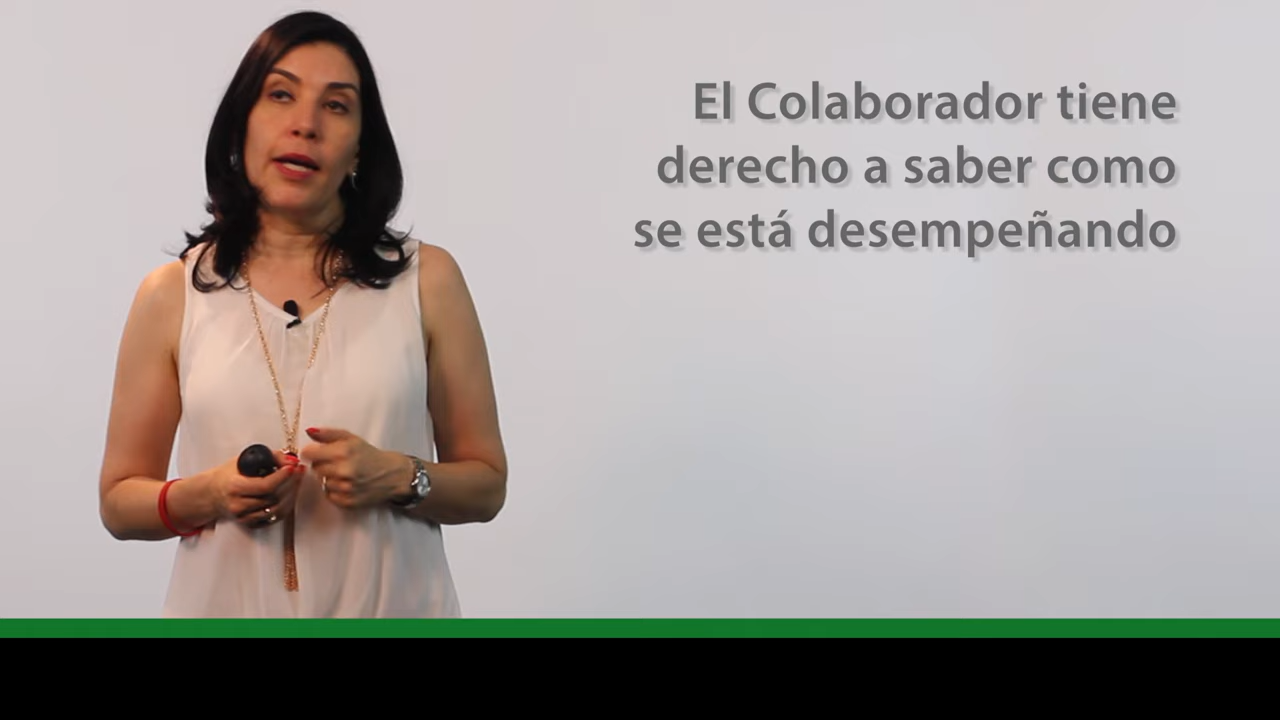 El Colaborador tiene
derecho a saber como
se está desempeñando